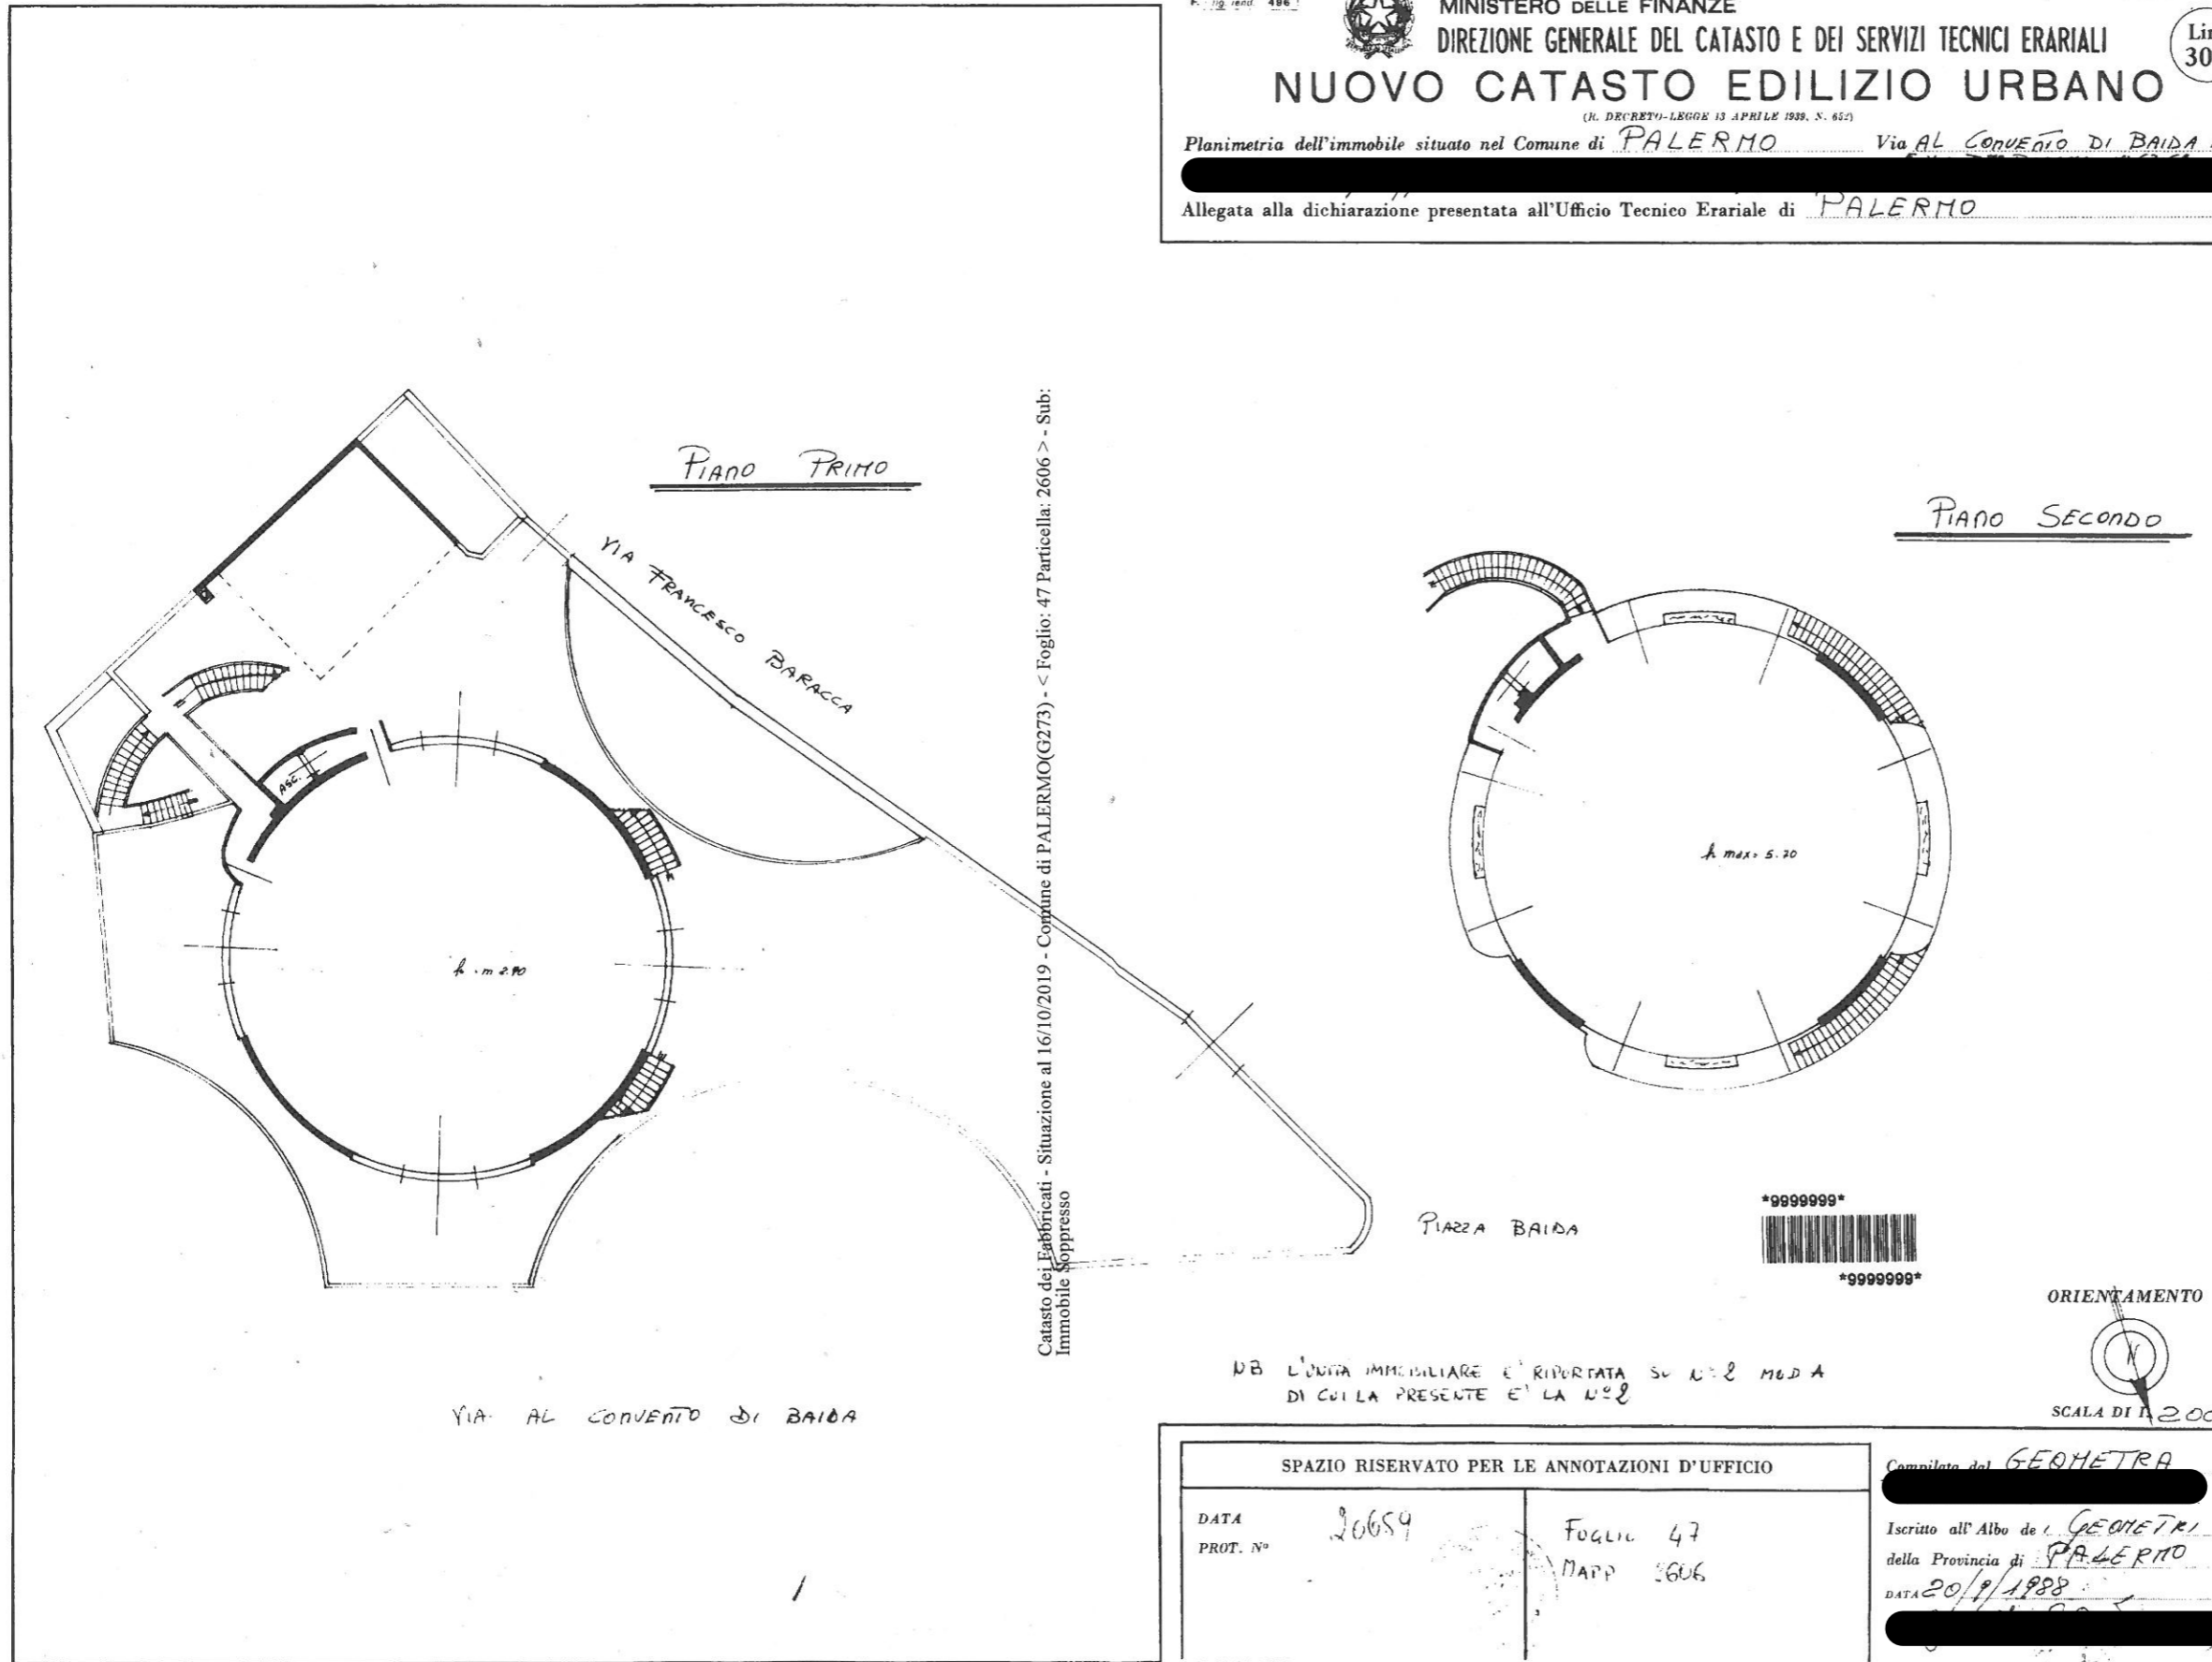 MINISTERO DELLE FINANZE
DIREZIONE GENERALE DEL CATASTO E DEI SERVIZI TECNICI ERARIALI
NUOVO CATASTO EDILIZIO URBANO
(R. DECRETO-LEGGE 13 APRILE 1939, N. 652)
Planimetria dell'immobile situato nel Comune di PALERMO Via AL CONVENTO DI BAIDA
Allegata alla dichiarazione presentata all'Ufficio Tecnico Erariale di PALERMO
PIANO PRIMO
VIA FRANCESCO BARACCA
ASC.
h = m 2.90
VIA AL CONVENTO DI BAIDA
Catasto dei Fabbricati - Situazione al 16/10/2019 - Comune di PALERMO(G273) - < Foglio: 47 Particella: 2606 > - Sub:
Immobile Soppresso
PIANO SECONDO
h max = 5.20
PIAZZA BAIDA
*9999999*
*9999999*
ORIENTAMENTO
N
SCALA DI 1: 200
NB L'UNITA IMMOBILIARE E' RIPORTATA SU N° 2 MOD A
DI CUI LA PRESENTE E' LA N° 2
SPAZIO RISERVATO PER LE ANNOTAZIONI D'UFFICIO
DATA
PROT. N°
20659
FOGLIO 47
MAPP 2606
Compilata dal GEOMETRA
Iscritto all'Albo dei GEOMETRI
della Provincia di PALERMO
DATA 20/9/1988